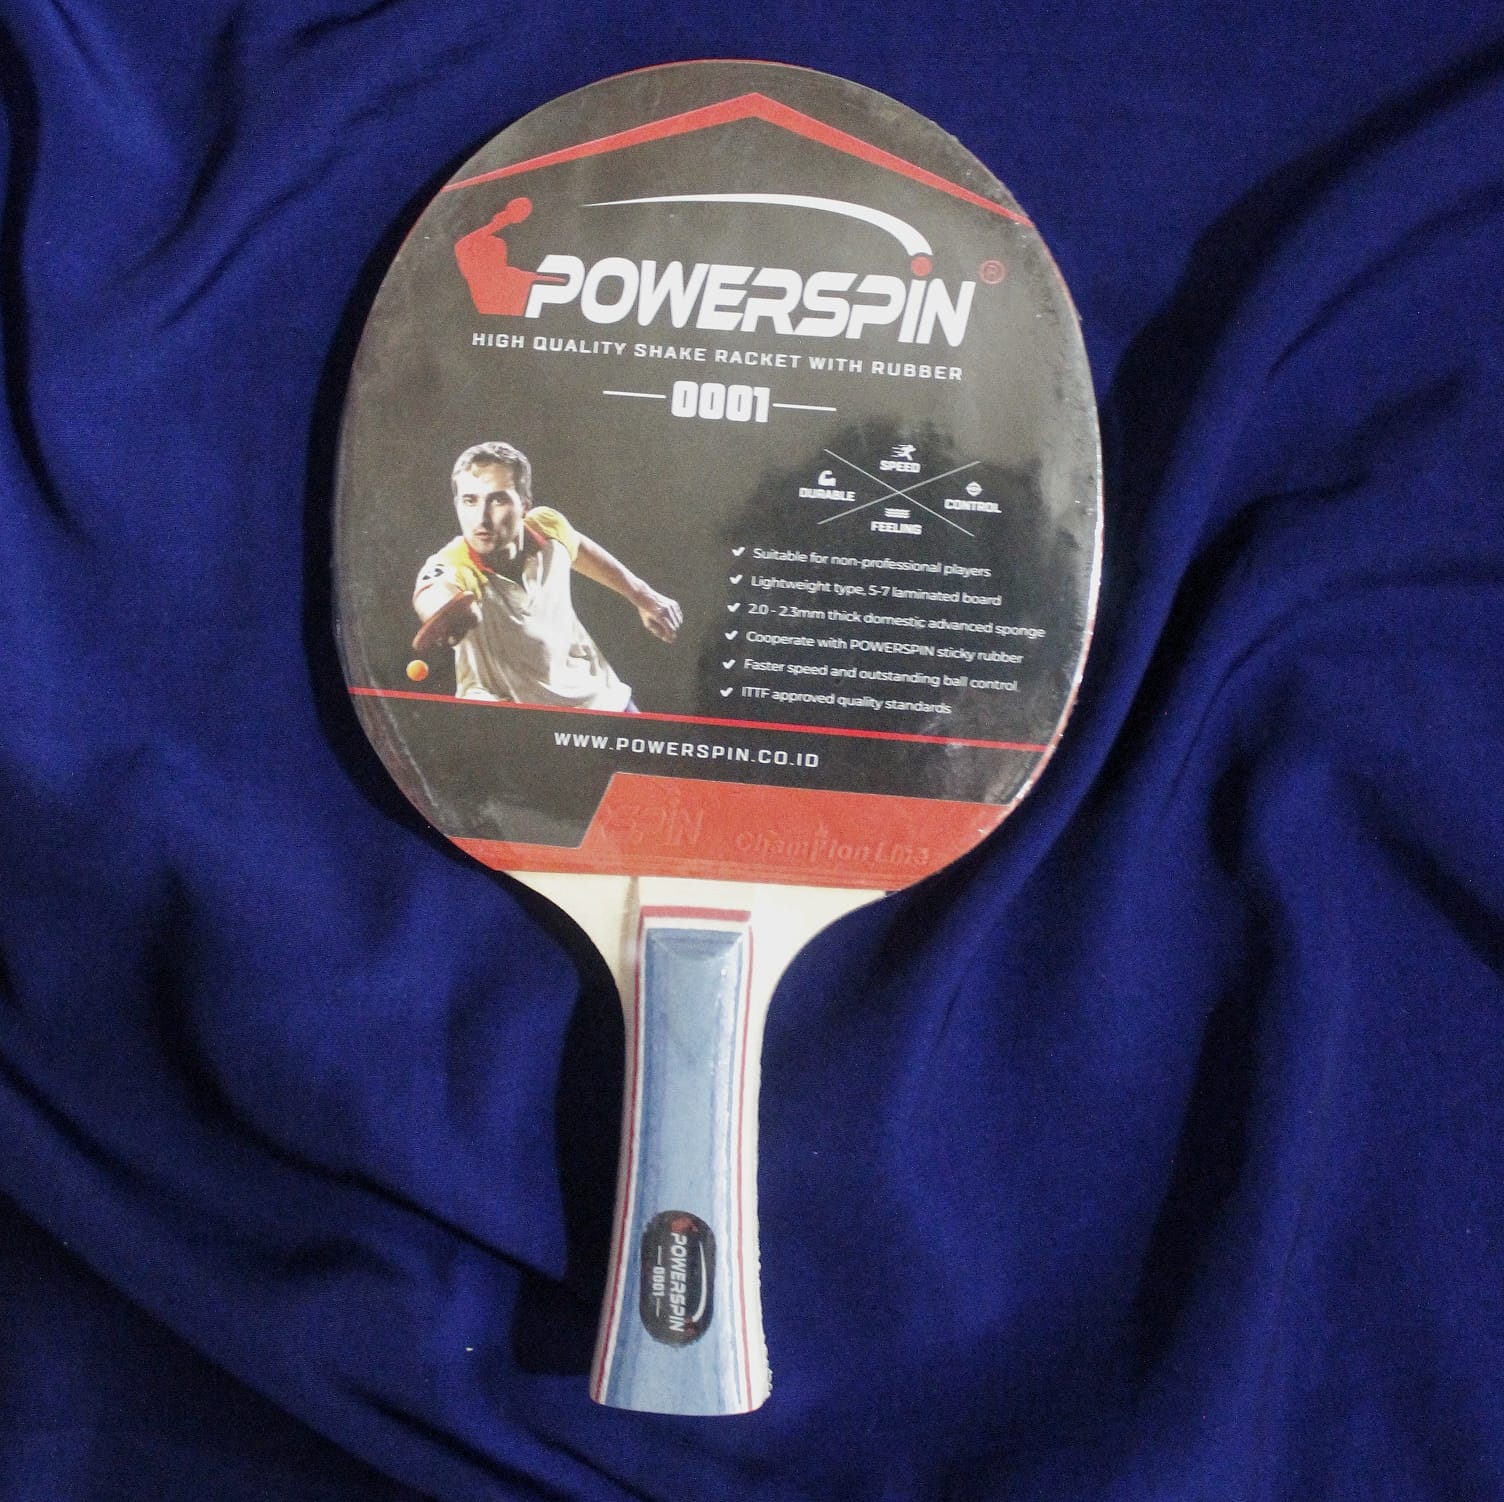 POWERSPIN ®
HIGH QUALITY SHAKE RACKET WITH RUBBER
0001
SPEED
DURABLE
CONTROL
FEELING
Suitable for non-professional players
Lightweight type, 5-7 laminated board
2.0 - 2.3mm thick domestic advanced sponge
Cooperate with POWERSPIN sticky rubber
Faster speed and outstanding ball control
ITTF approved quality standards
WWW.POWERSPIN.CO.ID
SPIN
Champion
POWERSPIN
0001